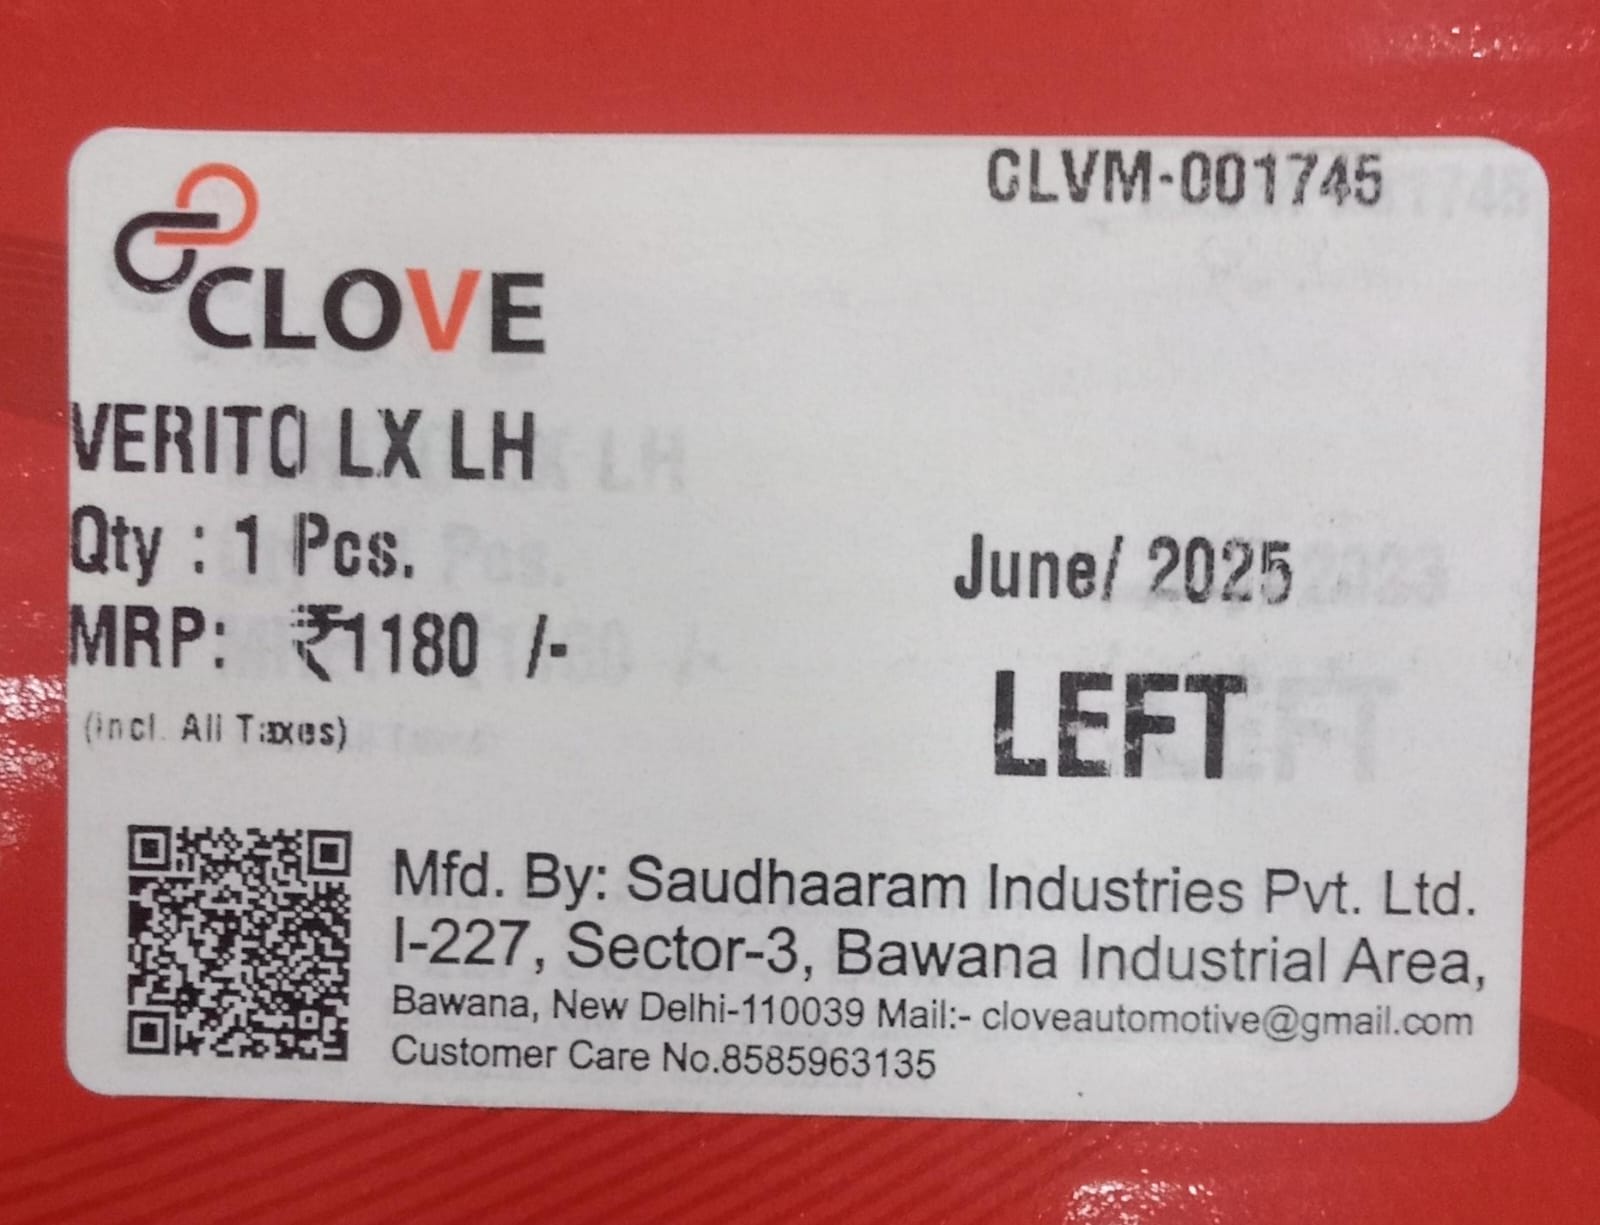 CLVM-001745
CLOVE
VERITO LX LH
Qty : 1 Pcs.
MRP: ₹1180 /-
(incl. All Taxes)
June/ 2025
LEFT
Mfd. By: Saudhaaram Industries Pvt. Ltd.
I-227, Sector-3, Bawana Industrial Area,
Bawana, New Delhi-110039 Mail:- cloveautomotive@gmail.com
Customer Care No.8585963135